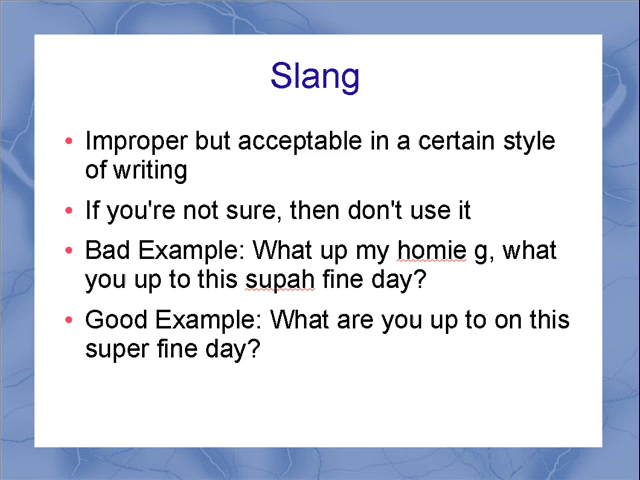 Slang
• Improper but acceptable in a certain style
of writing
• If you're not sure, then don't use it
• Bad Example: What up my homie g, what
you up to this supah fine day?
• Good Example: What are you up to on this
super fine day?